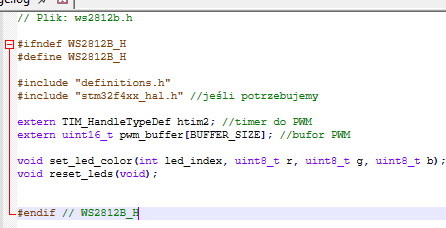 // Plik: ws2812b.h
#ifndef WS2812B_H
#define WS2812B_H
#include "definitions.h"
#include "stm32f4xx_hal.h" //jeśli potrzebujemy
extern TIM_HandleTypeDef htim2; //timer do PWM
extern uint16_t pwm_buffer[BUFFER_SIZE]; //bufor PWM
void set_led_color(int led_index, uint8_t r, uint8_t g, uint8_t b);
void reset_leds(void);
#endif // WS2812B_H